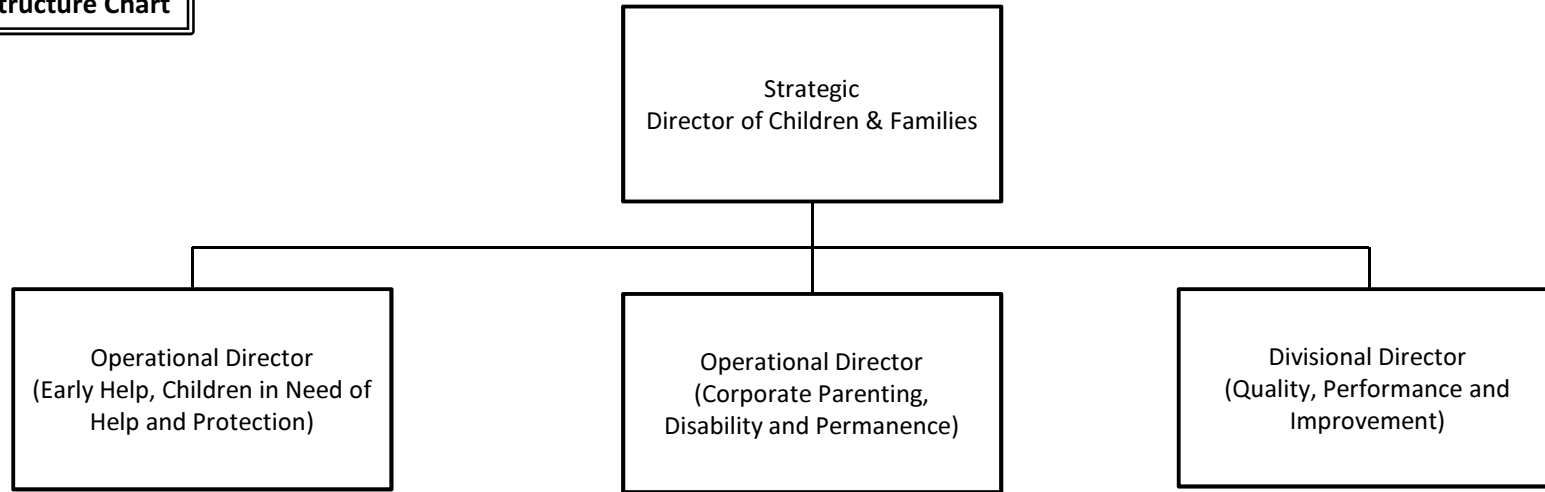 tructure Chart
Strategic
Director of Children & Families
Operational Director
(Early Help, Children in Need of
Help and Protection)
Operational Director
(Corporate Parenting,
Disability and Permanence)
Divisional Director
(Quality, Performance and
Improvement)